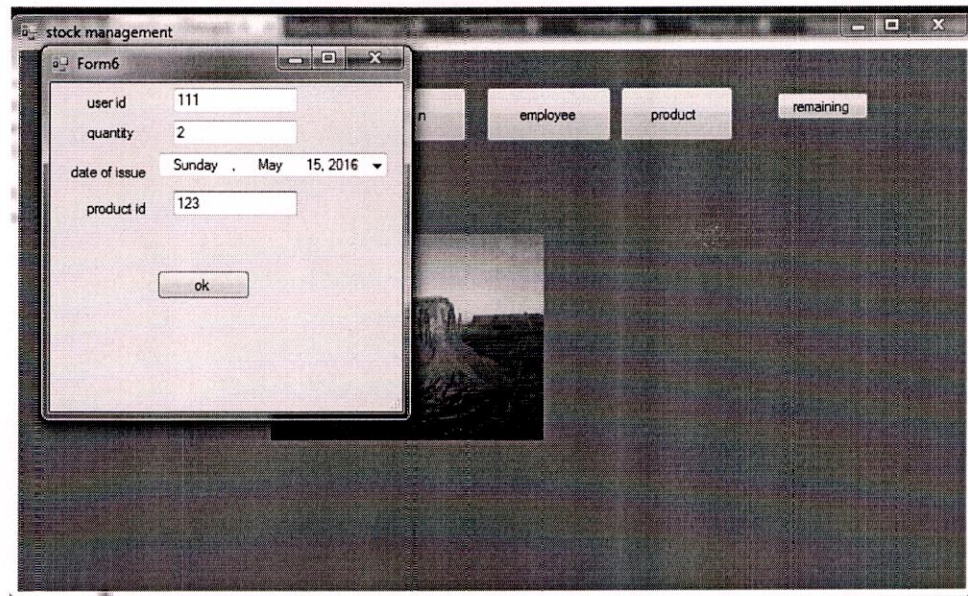 stock management
Form6
user id 111
n employee product remaining
quantity 2
date of issue Sunday , May 15, 2016
product id 123
ok